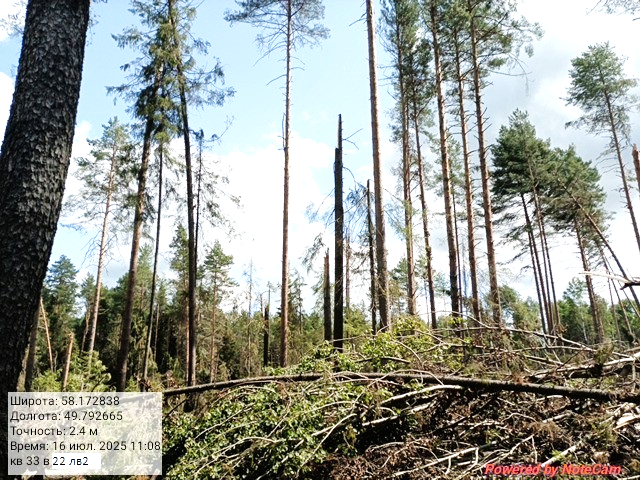 Широта: 58.172838
Долгота: 49.792665
Точность: 2.4 м
Время: 16 июл. 2025 11:08
кв 33 в 22 лв2
Powered by NoteCam